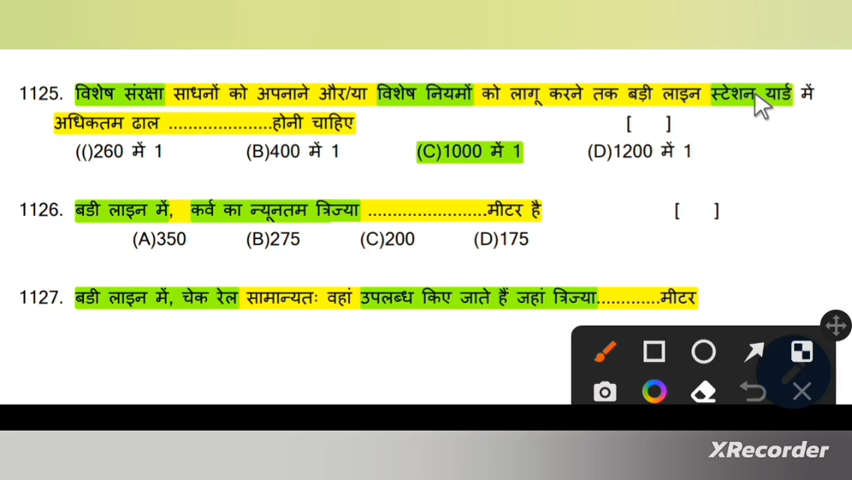 1125. विशेष संरक्षा साधनों को अपनाने और/या विशेष नियमों को लागू करने तक बड़ी लाइन स्टेशन यार्ड में
अधिकतम ढाल ......................होनी चाहिए [ ]
(()260 में 1 (B)400 में 1 (C)1000 में 1 (D)1200 में 1
1126. बडी लाइन में, कर्व का न्यूनतम त्रिज्या .........................मीटर है [ ]
(A)350 (B)275 (C)200 (D)175
1127. बडी लाइन में, चेक रेल सामान्यतः वहां उपलब्ध किए जाते हैं जहां त्रिज्या.............मीटर
XRecorder